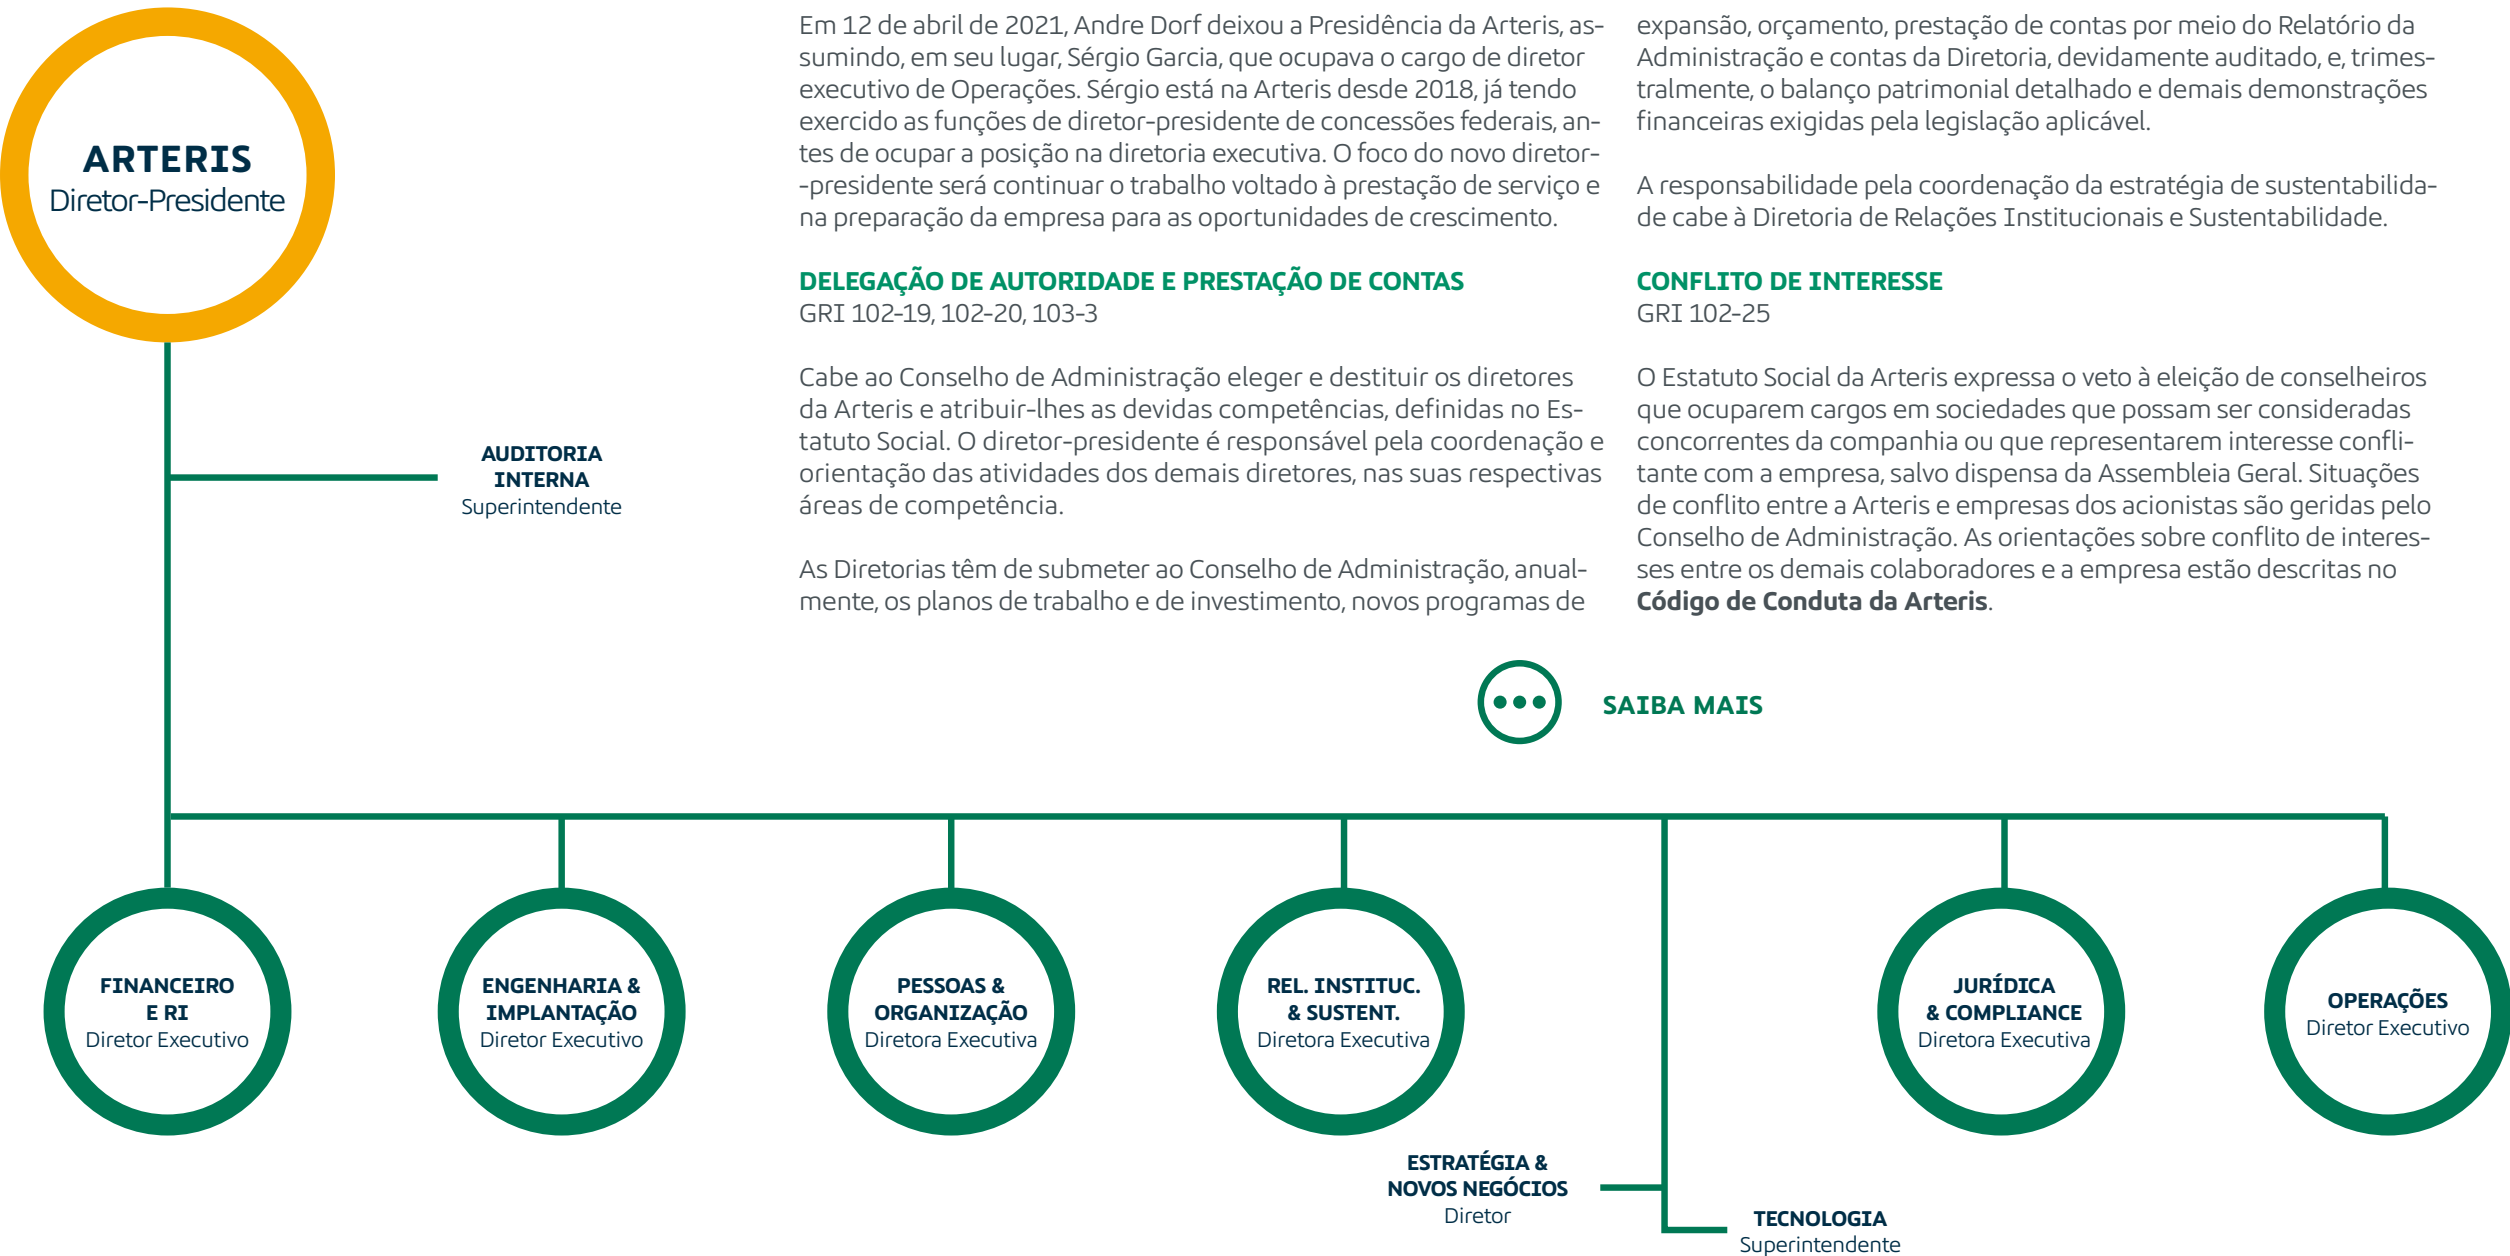 ARTERIS
Diretor-Presidente
AUDITORIA
INTERNA
Superintendente
Em 12 de abril de 2021, Andre Dorf deixou a Presidência da Arteris, as-
sumindo, em seu lugar, Sérgio Garcia, que ocupava o cargo de diretor
executivo de Operações. Sérgio está na Arteris desde 2018, já tendo
exercido as funções de diretor-presidente de concessões federais, an-
tes de ocupar a posição na diretoria executiva. O foco do novo diretor-
-presidente será continuar o trabalho voltado à prestação de serviço e
na preparação da empresa para as oportunidades de crescimento.
DELEGAÇÃO DE AUTORIDADE E PRESTAÇÃO DE CONTAS
GRI 102-19, 102-20, 103-3
Cabe ao Conselho de Administração eleger e destituir os diretores
da Arteris e atribuir-lhes as devidas competências, definidas no Es-
tatuto Social. O diretor-presidente é responsável pela coordenação e
orientação das atividades dos demais diretores, nas suas respectivas
áreas de competência.
As Diretorias têm de submeter ao Conselho de Administração, anual-
mente, os planos de trabalho e de investimento, novos programas de
expansão, orçamento, prestação de contas por meio do Relatório da
Administração e contas da Diretoria, devidamente auditado, e, trimes-
tralmente, o balanço patrimonial detalhado e demais demonstrações
financeiras exigidas pela legislação aplicável.
A responsabilidade pela coordenação da estratégia de sustentabilida-
de cabe à Diretoria de Relações Institucionais e Sustentabilidade.
CONFLITO DE INTERESSE
GRI 102-25
O Estatuto Social da Arteris expressa o veto à eleição de conselheiros
que ocuparem cargos em sociedades que possam ser consideradas
concorrentes da companhia ou que representarem interesse confli-
tante com a empresa, salvo dispensa da Assembleia Geral. Situações
de conflito entre a Arteris e empresas dos acionistas são geridas pelo
Conselho de Administração. As orientações sobre conflito de interes-
ses entre os demais colaboradores e a empresa estão descritas no
Código de Conduta da Arteris.
SAIBA MAIS
FINANCEIRO
E RI
Diretor Executivo
ENGENHARIA &
IMPLANTAÇÃO
Diretor Executivo
PESSOAS &
ORGANIZAÇÃO
Diretora Executiva
REL. INSTITUC.
& SUSTENT.
Diretora Executiva
JURÍDICA
& COMPLIANCE
Diretora Executiva
OPERAÇÕES
Diretor Executivo
ESTRATÉGIA &
NOVOS NEGÓCIOS
Diretor
TECNOLOGIA
Superintendente